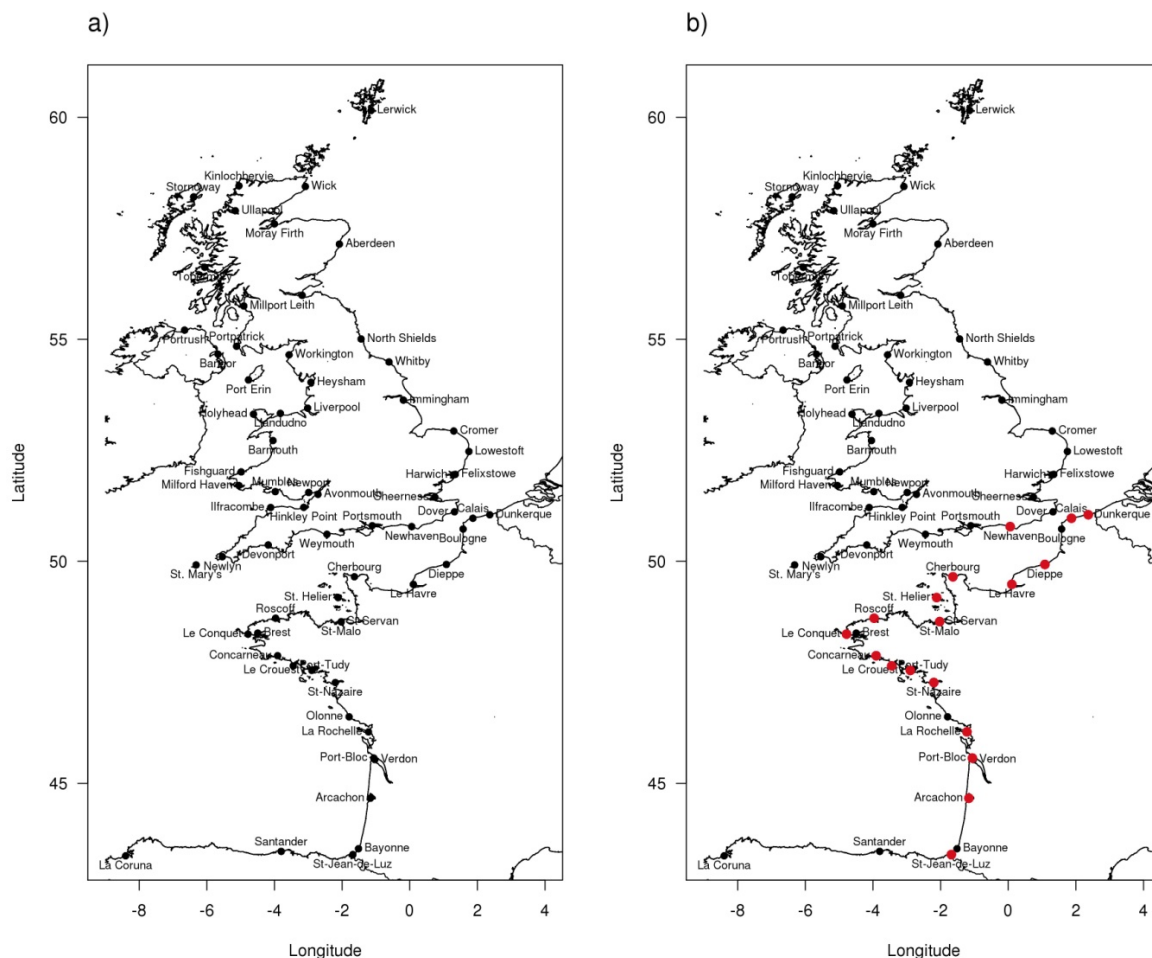 a)
60
55
50
45
Latitude
Lerwick
Kinlochbervie
Stornoway
Wick
Ullapool
Moray Firth
Aberdeen
Tobermory
Millport Leith
Portpatrick
North Shields
Portrush
Bangor
Workington
Whitby
Port Erin
Heysham
Holyhead
Liverpool
Immingham
Llandudno
Barmouth
Cromer
Lowestoft
Fishguard
Harwich
Felixstowe
Milford Haven
Mumbles
Newport
Avonmouth
Sheerness
Ilfracombe
Hinkley Point
Portsmouth
Dover
Calais
Dunkerque
Newhaven
Boulogne
Weymouth
Devonport
Newlyn
St. Mary's
Cherbourg
Dieppe
Le Havre
St. Helier
Roscoff
St-Servan
St-Malo
Le Conquet
Brest
Concarneau
Port-Tudy
Le Crouest
St-Nazaire
Olonne
La Rochelle
Port-Bloc
Verdon
Arcachon
Santander
Bayonne
La Coruna
St-Jean-de-Luz
-8 -6 -4 -2 0 2 4
Longitude
b)
60
55
50
45
Latitude
Lerwick
Kinlochbervie
Stornoway
Wick
Ullapool
Moray Firth
Aberdeen
Tobermory
Millport Leith
Portpatrick
North Shields
Portrush
Bangor
Workington
Whitby
Port Erin
Heysham
Holyhead
Liverpool
Immingham
Llandudno
Barmouth
Cromer
Lowestoft
Fishguard
Harwich
Felixstowe
Milford Haven
Mumbles
Newport
Avonmouth
Sheerness
Ilfracombe
Hinkley Point
Portsmouth
Dover
Calais
Dunkerque
Newhaven
Boulogne
Weymouth
Devonport
Newlyn
St. Mary's
Cherbourg
Dieppe
Le Havre
St. Helier
Roscoff
St-Servan
St-Malo
Le Conquet
Brest
Concarneau
Port-Tudy
Le Crouest
St-Nazaire
Olonne
La Rochelle
Port-Bloc
Verdon
Arcachon
Santander
Bayonne
La Coruna
St-Jean-de-Luz
-8 -6 -4 -2 0 2 4
Longitude